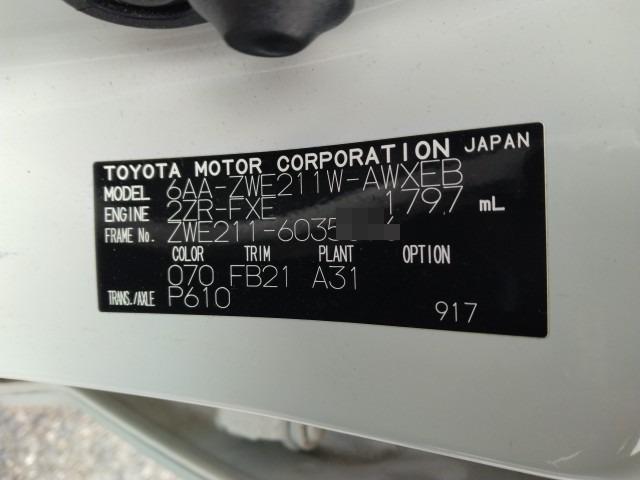 TOYOTA MOTOR CORPORATION JAPAN
MODEL 6AA-ZWE211W-AWXEB
ENGINE 2ZR-FXE 1797 mL
FRAME No. ZWE211-6035
COLOR TRIM PLANT OPTION
070 FB21 A31
TRANS./AXLE P610
917